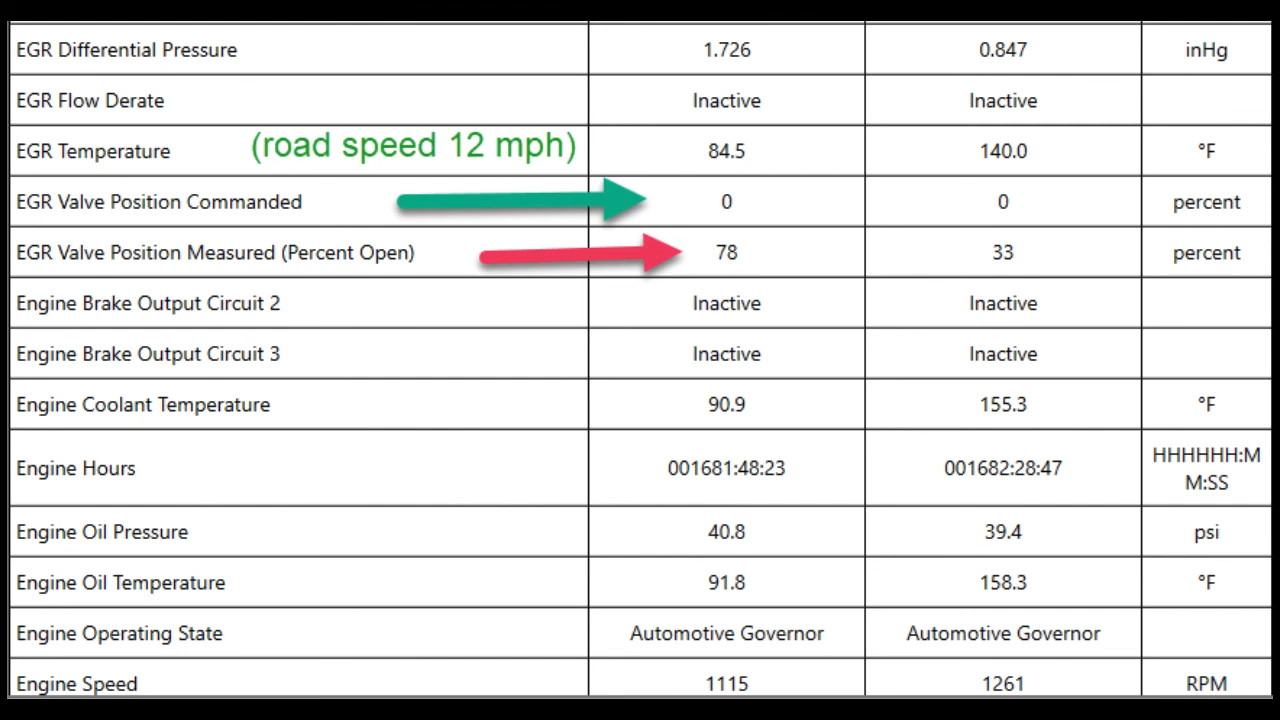 EGR Differential Pressure 1.726 0.847 inHg
EGR Flow Derate Inactive Inactive
(road speed 12 mph)
EGR Temperature 84.5 140.0 °F
EGR Valve Position Commanded 0 0 percent
EGR Valve Position Measured (Percent Open) 78 33 percent
Engine Brake Output Circuit 2 Inactive Inactive
Engine Brake Output Circuit 3 Inactive Inactive
Engine Coolant Temperature 90.9 155.3 °F
Engine Hours 001681:48:23 001682:28:47 HHHHHH:M
M:SS
Engine Oil Pressure 40.8 39.4 psi
Engine Oil Temperature 91.8 158.3 °F
Engine Operating State Automotive Governor Automotive Governor
Engine Speed 1115 1261 RPM